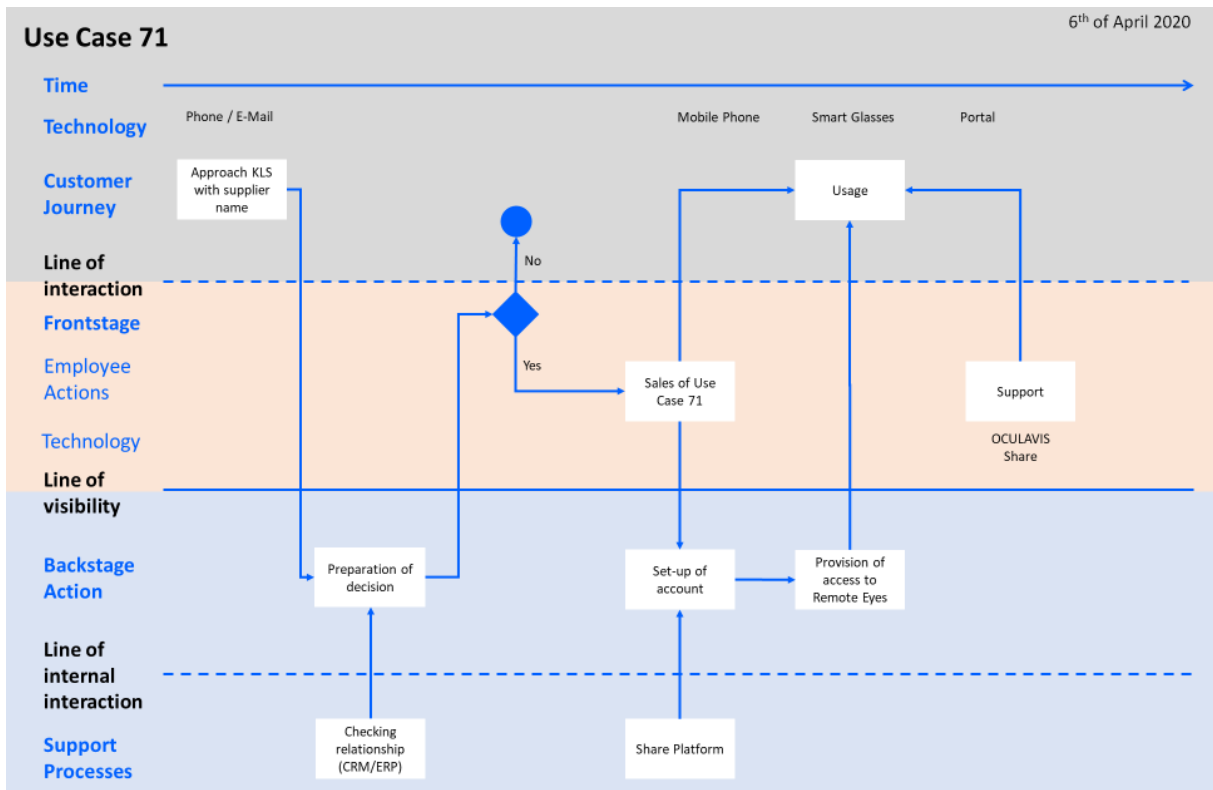 6th of April 2020
Use Case 71
Time
Technology
Phone / E-Mail
Mobile Phone
Smart Glasses
Portal
Customer
Journey
Approach KLS
with supplier
name
Usage
No
Line of
interaction
Frontstage
Employee
Actions
Yes
Sales of Use
Case 71
Support
Technology
OCULAVIS
Share
Line of
visibility
Backstage
Action
Preparation of
decision
Set-up of
account
Provision of
access to
Remote Eyes
Line of
internal
interaction
Support
Processes
Checking
relationship
(CRM/ERP)
Share Platform